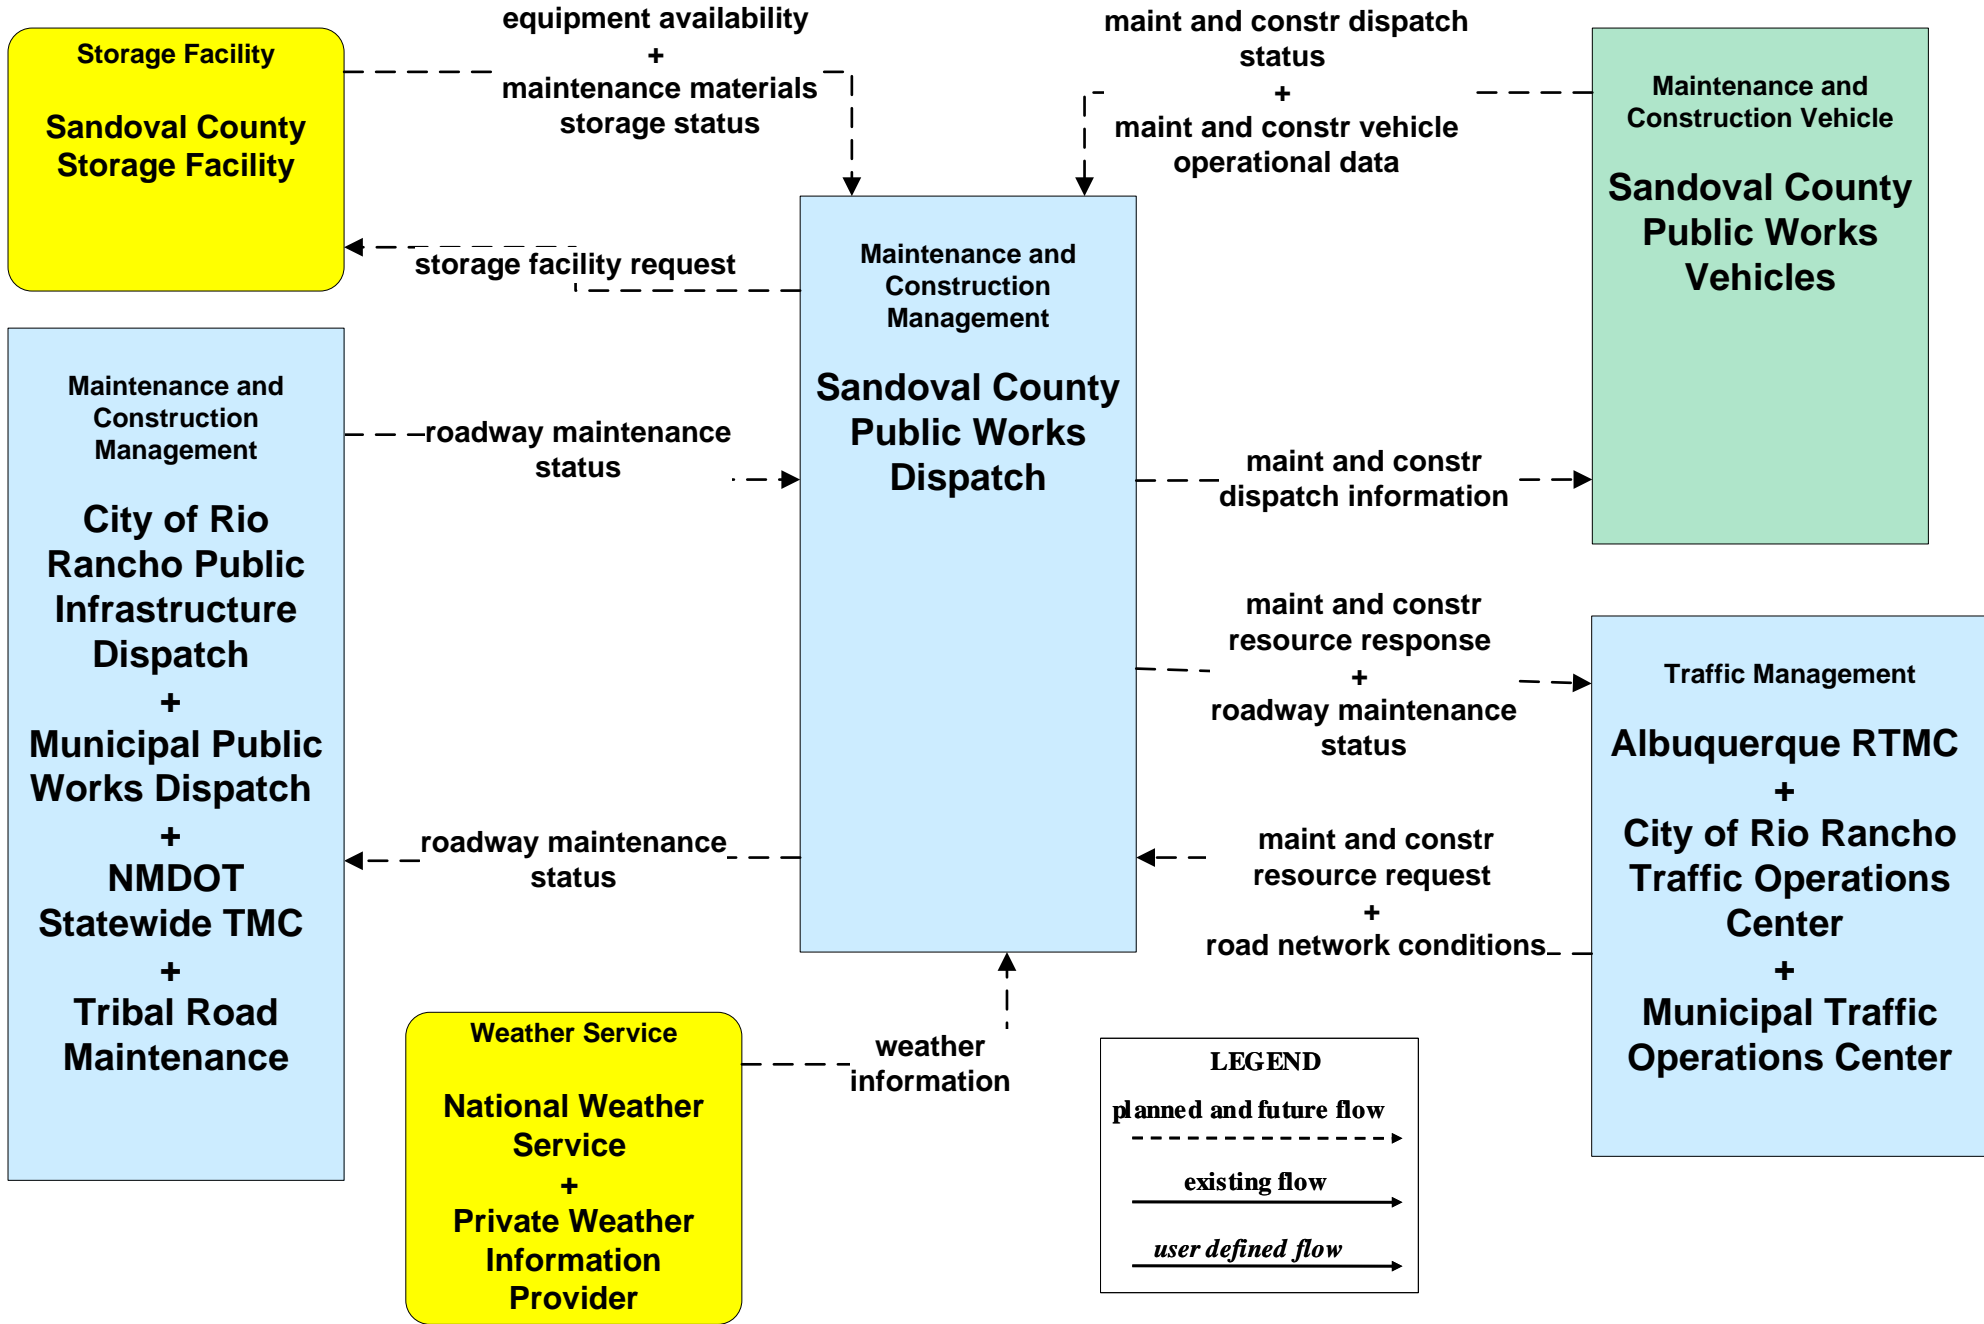 Storage Facility
Sandoval County
Storage Facility
equipment availability
+
maintenance materials
storage status
storage facility request
maint and constr dispatch
status
+
maint and constr vehicle
operational data
Maintenance and
Construction Vehicle
Sandoval County
Public Works
Vehicles
Maintenance and
Construction
Management
Sandoval County
Public Works
Dispatch
Maintenance and
Construction
Management
City of Rio
Rancho Public
Infrastructure
Dispatch
+
Municipal Public
Works Dispatch
+
NMDOT
Statewide TMC
+
Tribal Road
Maintenance
roadway maintenance
status
roadway maintenance
status
maint and constr
dispatch information
maint and constr
resource response
+
roadway maintenance
status
maint and constr
resource request
+
road network conditions
Traffic Management
Albuquerque RTMC
+
City of Rio Rancho
Traffic Operations
Center
+
Municipal Traffic
Operations Center
Weather Service
National Weather
Service
+
Private Weather
Information
Provider
weather
information
LEGEND
planned and future flow
existing flow
user defined flow